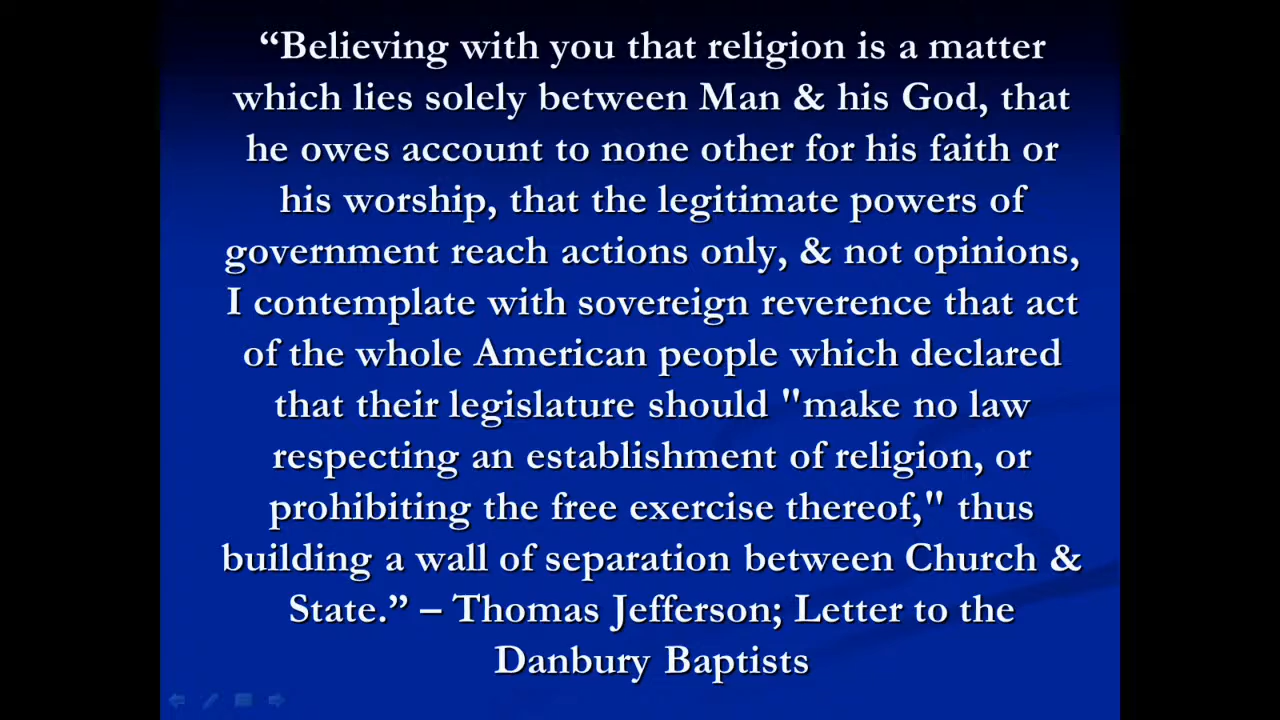 “Believing with you that religion is a matter
which lies solely between Man & his God, that
he owes account to none other for his faith or
his worship, that the legitimate powers of
government reach actions only, & not opinions,
I contemplate with sovereign reverence that act
of the whole American people which declared
that their legislature should "make no law
respecting an establishment of religion, or
prohibiting the free exercise thereof," thus
building a wall of separation between Church &
State.” – Thomas Jefferson; Letter to the
Danbury Baptists